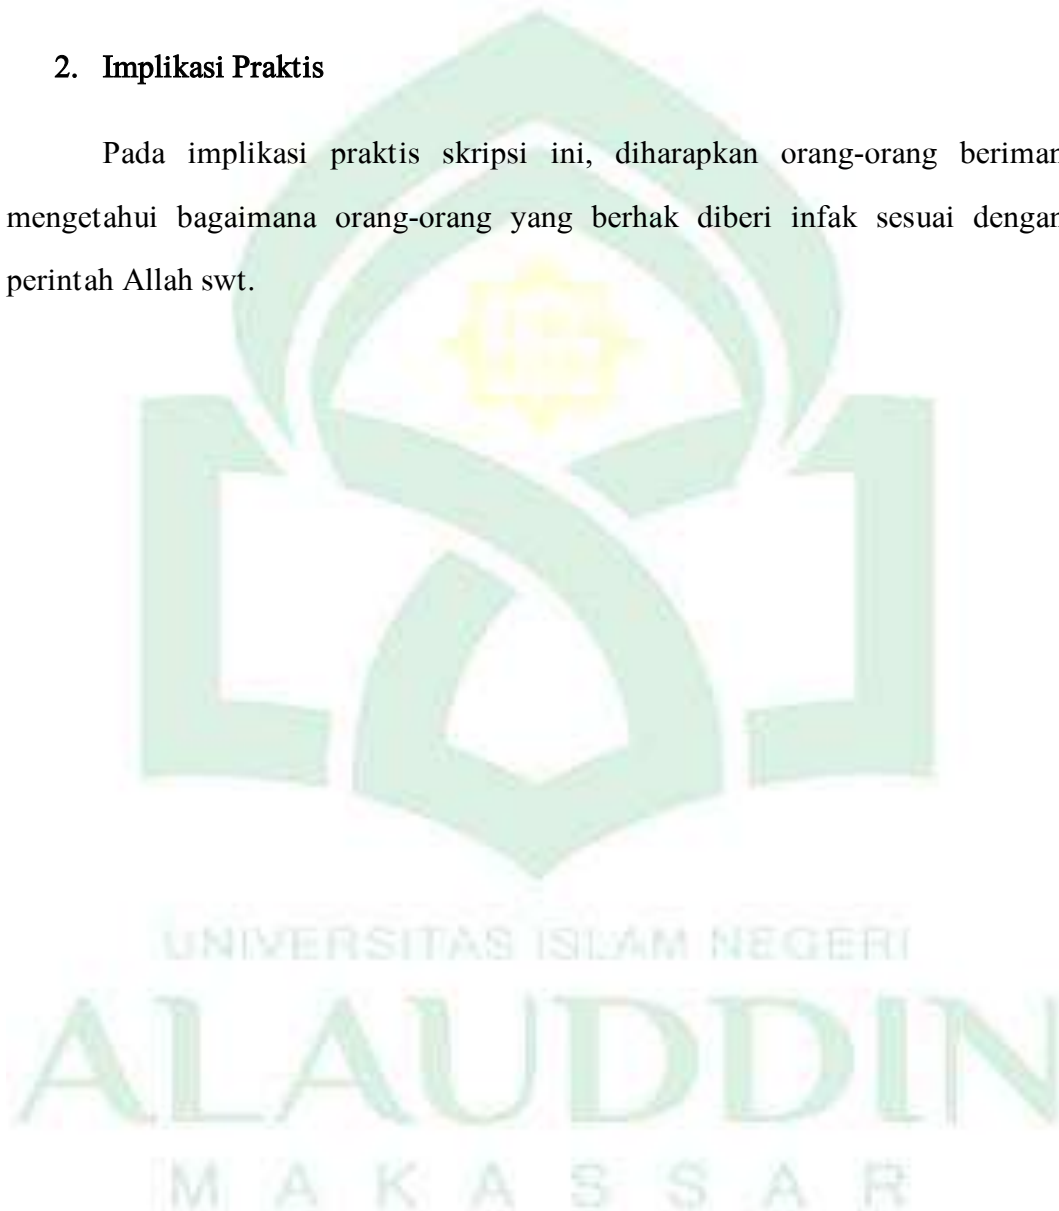 2. Implikasi Praktis
Pada implikasi praktis skripsi ini, diharapkan orang-orang beriman
mengetahui bagaimana orang-orang yang berhak diberi infak sesuai dengan
perintah Allah swt.
UNIVERSITAS ISLAM NEGERI
ALAUDDIN
MAKASSAR